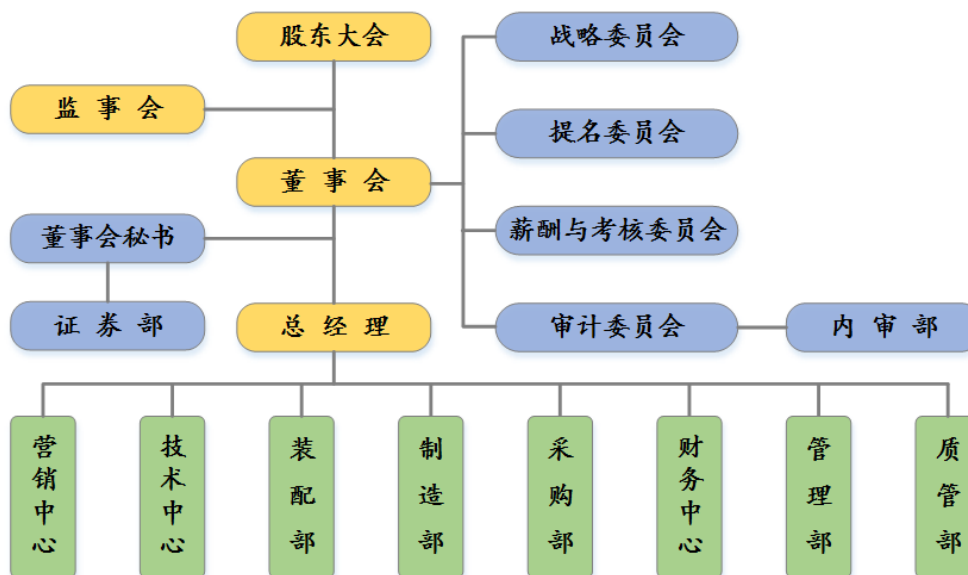 股东大会
战略委员会
监事会
提名委员会
董事会
董事会秘书
薪酬与考核委员会
证券部
总经理
审计委员会
内审部
营销中心
技术中心
装配部
制造部
采购部
财务中心
管理部
质管部